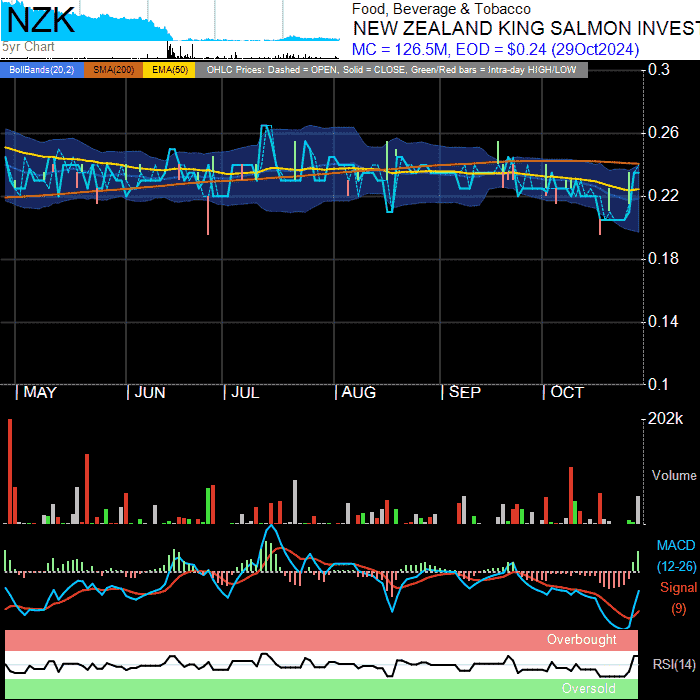 NZK
5yr Chart
Food, Beverage & Tobacco
NEW ZEALAND KING SALMON INVEST
MC = 126.5M, EOD = $0.24 (29Oct2024)
BollBands(20,2) SMA(200) EMA(50) OHLC Prices: Dashed = OPEN, Solid = CLOSE, Green/Red bars = Intra-day HIGH/LOW
0.3
0.26
0.22
0.18
0.14
0.1
MAY JUN JUL AUG SEP OCT
202k
Volume
MACD
(12-26)
Signal
(9)
Overbought
RSI(14)
Oversold